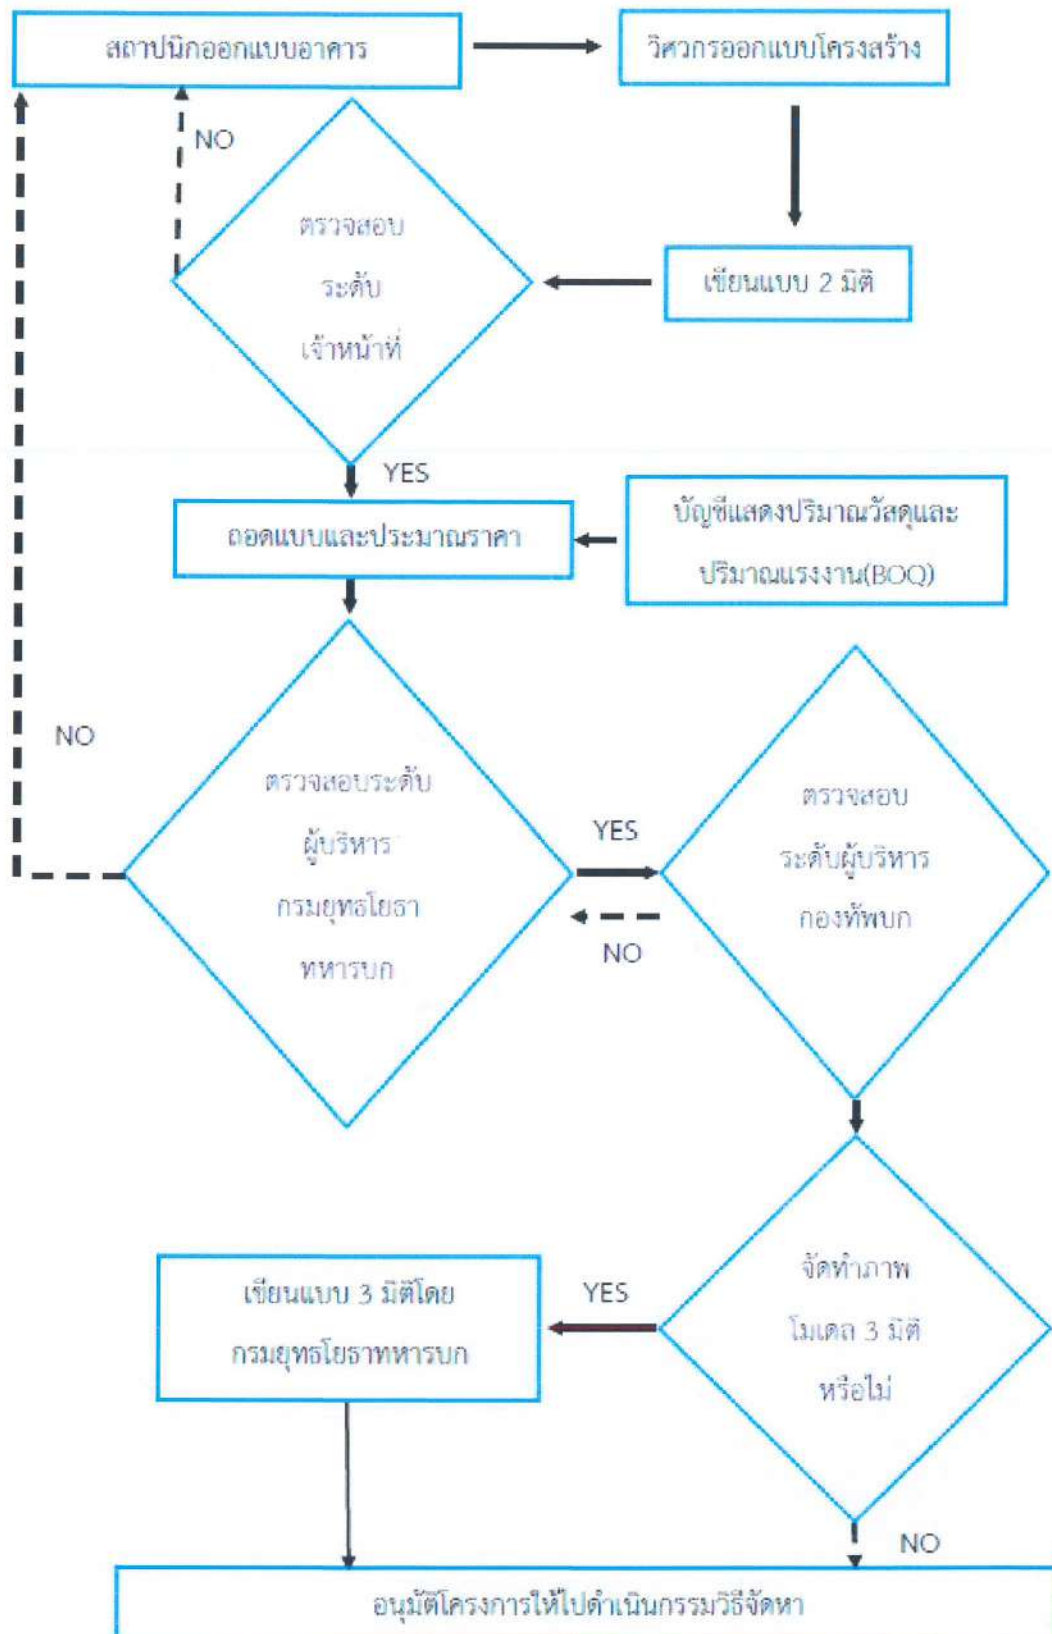 สถาปนิกออกแบบอาคาร
วิศวกรออกแบบโครงสร้าง
NO
ตรวจสอบ
ระดับ
เจ้าหน้าที่
เขียนแบบ 2 มิติ
YES
ถอดแบบและประมาณราคา
บัญชีแสดงปริมาณวัสดุและ
ปริมาณแรงงาน(BOQ)
NO
ตรวจสอบระดับ
ผู้บริหาร
กรมยุทธโยธา
ทหารบก
YES
NO
ตรวจสอบ
ระดับผู้บริหาร
กองทัพบก
จัดทำภาพ
โมเดล 3 มิติ
หรือไม่
YES
เขียนแบบ 3 มิติโดย
กรมยุทธโยธาทหารบก
NO
อนุมัติโครงการให้ไปดำเนินกรรมวิธีจัดหา